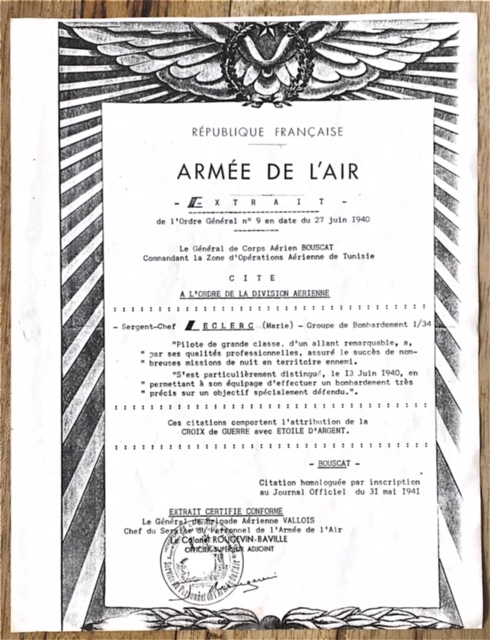 RÉPUBLIQUE FRANÇAISE
ARMÉE DE L'AIR
- E X T R A I T -
de l'Ordre Général n° 9 en date du 27 juin 1940
Le Général de Corps Aérien BOUSCAT
Commandant la Zone d'Opérations Aérienne de Tunisie
C I T E
A L'ORDRE DE LA DIVISION AERIENNE
- Sergent-Chef LECLERC (Marie) - Groupe de Bombardement 1/34
"Pilote de grande classe, d'un allant remarquable, a,
" par ses qualités professionnelles, assuré le succès de nom-
" breuses missions de nuit en territoire ennemi.
"S'est particulièrement distingué, le 13 Juin 1940, en
" permettant à son équipage d'effectuer un bombardement très
" précis sur un objectif spécialement défendu.".
Ces citations comportent l'attribution de la
CROIX de GUERRE avec ETOILE D'ARGENT.
- BOUSCAT -
Citation homologuée par inscription
au Journal Officiel du 31 mai 1941
EXTRAIT CERTIFIE CONFORME
Le Général de Brigade Aérienne VALLOIS
Chef du Service du Personnel de l'Armée de l'Air
Le Colonel ROUGEVIN-BAVILLE
OFFICIER SUPÉRIEUR ADJOINT